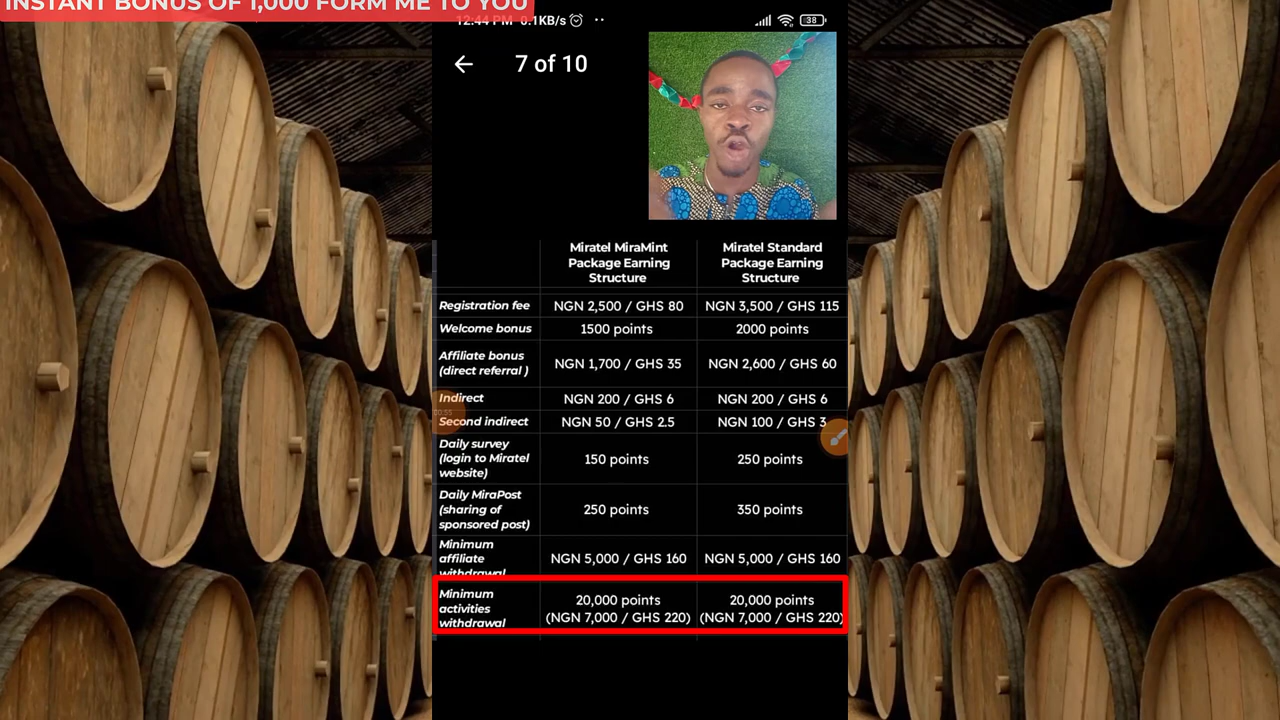 INSTANT BONUS OF 1,000 FORM ME TO YOU
12:44 PM 0.1KB/s
38
7 of 10
Miratel MiraMint Package Earning Structure
Miratel Standard Package Earning Structure
Registration fee NGN 2,500 / GHS 80 NGN 3,500 / GHS 115
Welcome bonus 1500 points 2000 points
Affiliate bonus (direct referral ) NGN 1,700 / GHS 35 NGN 2,600 / GHS 60
Indirect NGN 200 / GHS 6 NGN 200 / GHS 6
00:55
Second indirect NGN 50 / GHS 2.5 NGN 100 / GHS 3
Daily survey (login to Miratel website) 150 points 250 points
Daily MiraPost (sharing of sponsored post) 250 points 350 points
Minimum affiliate withdrawal NGN 5,000 / GHS 160 NGN 5,000 / GHS 160
Minimum activities withdrawal 20,000 points (NGN 7,000 / GHS 220) 20,000 points (NGN 7,000 / GHS 220)